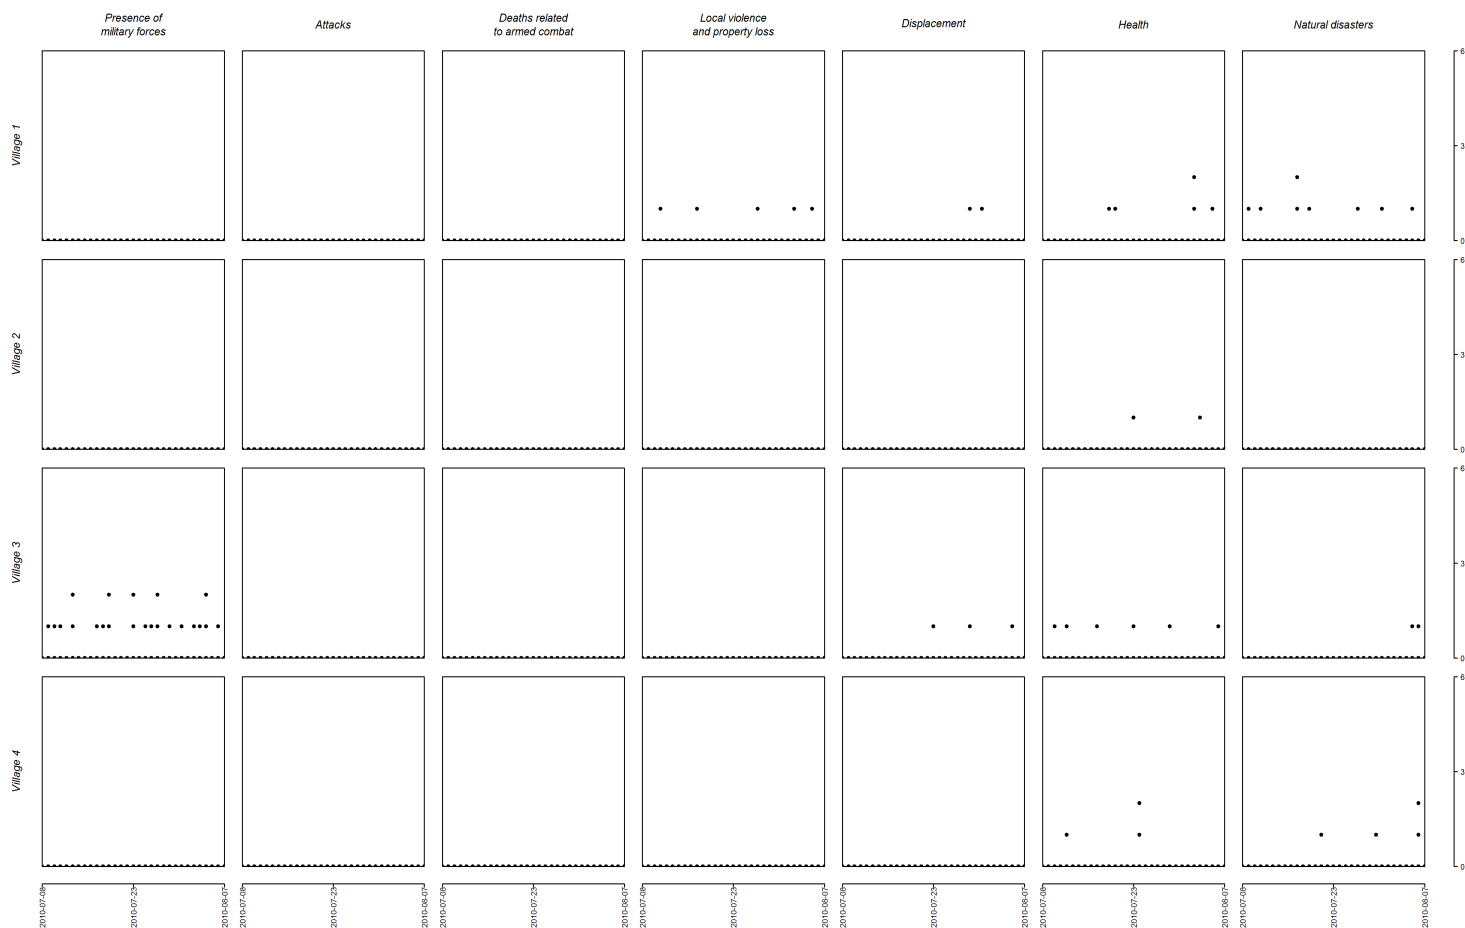 Presence of
military forces
Attacks
Deaths related
to armed combat
Local violence
and property loss
Displacement
Health
Natural disasters
Village 1
6
3
0
Village 2
6
3
0
Village 3
6
3
0
Village 4
6
3
0
2010-07-08
2010-07-23
2010-08-07
2010-07-08
2010-07-23
2010-08-07
2010-07-08
2010-07-23
2010-08-07
2010-07-08
2010-07-23
2010-08-07
2010-07-08
2010-07-23
2010-08-07
2010-07-08
2010-07-23
2010-08-07
2010-07-08
2010-07-23
2010-08-07